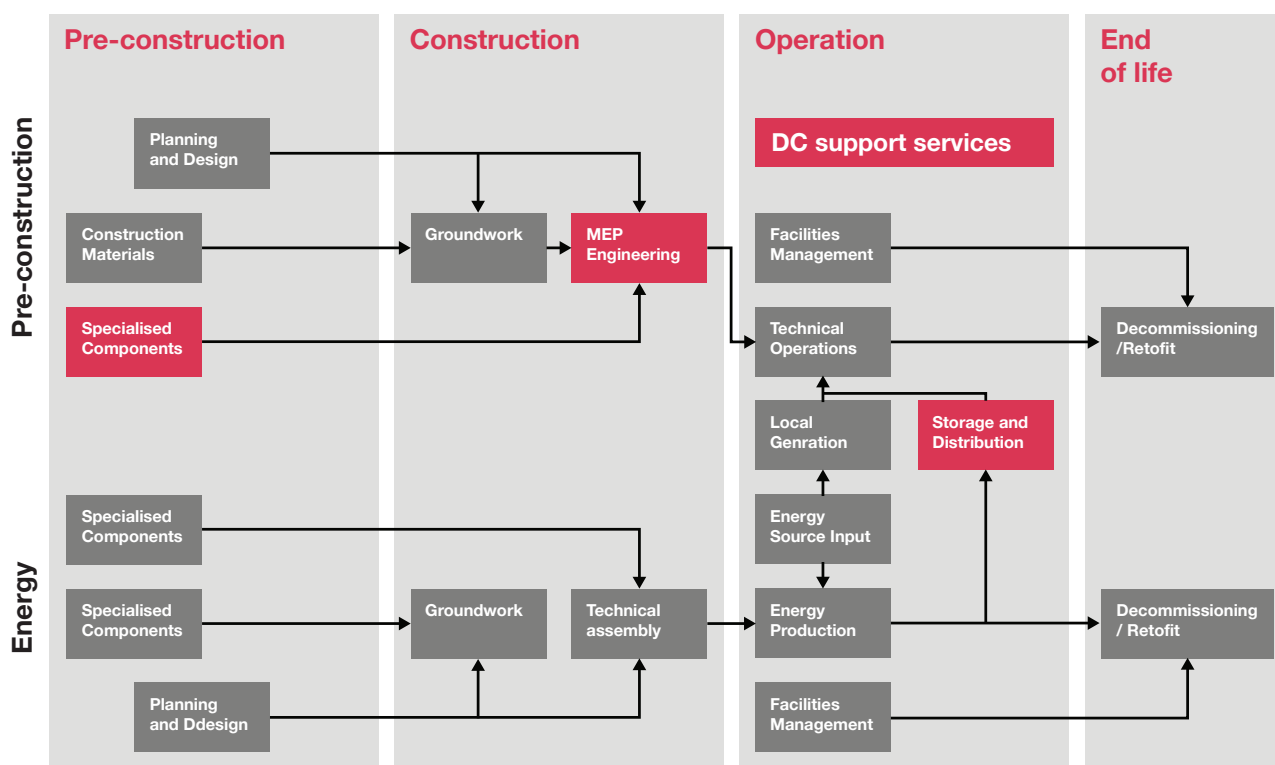 Pre-construction
Construction
Operation
End
of life
Pre-construction
Planning
and Design
DC support services
Construction
Materials
Groundwork
MEP
Engineering
Facilities
Management
Specialised
Components
Technical
Operations
Decommissioning
/Retofit
Local
Genration
Storage and
Distribution
Energy
Specialised
Components
Energy
Source Input
Specialised
Components
Groundwork
Technical
assembly
Energy
Production
Decommissioning
/ Retofit
Planning
and Ddesign
Facilities
Management